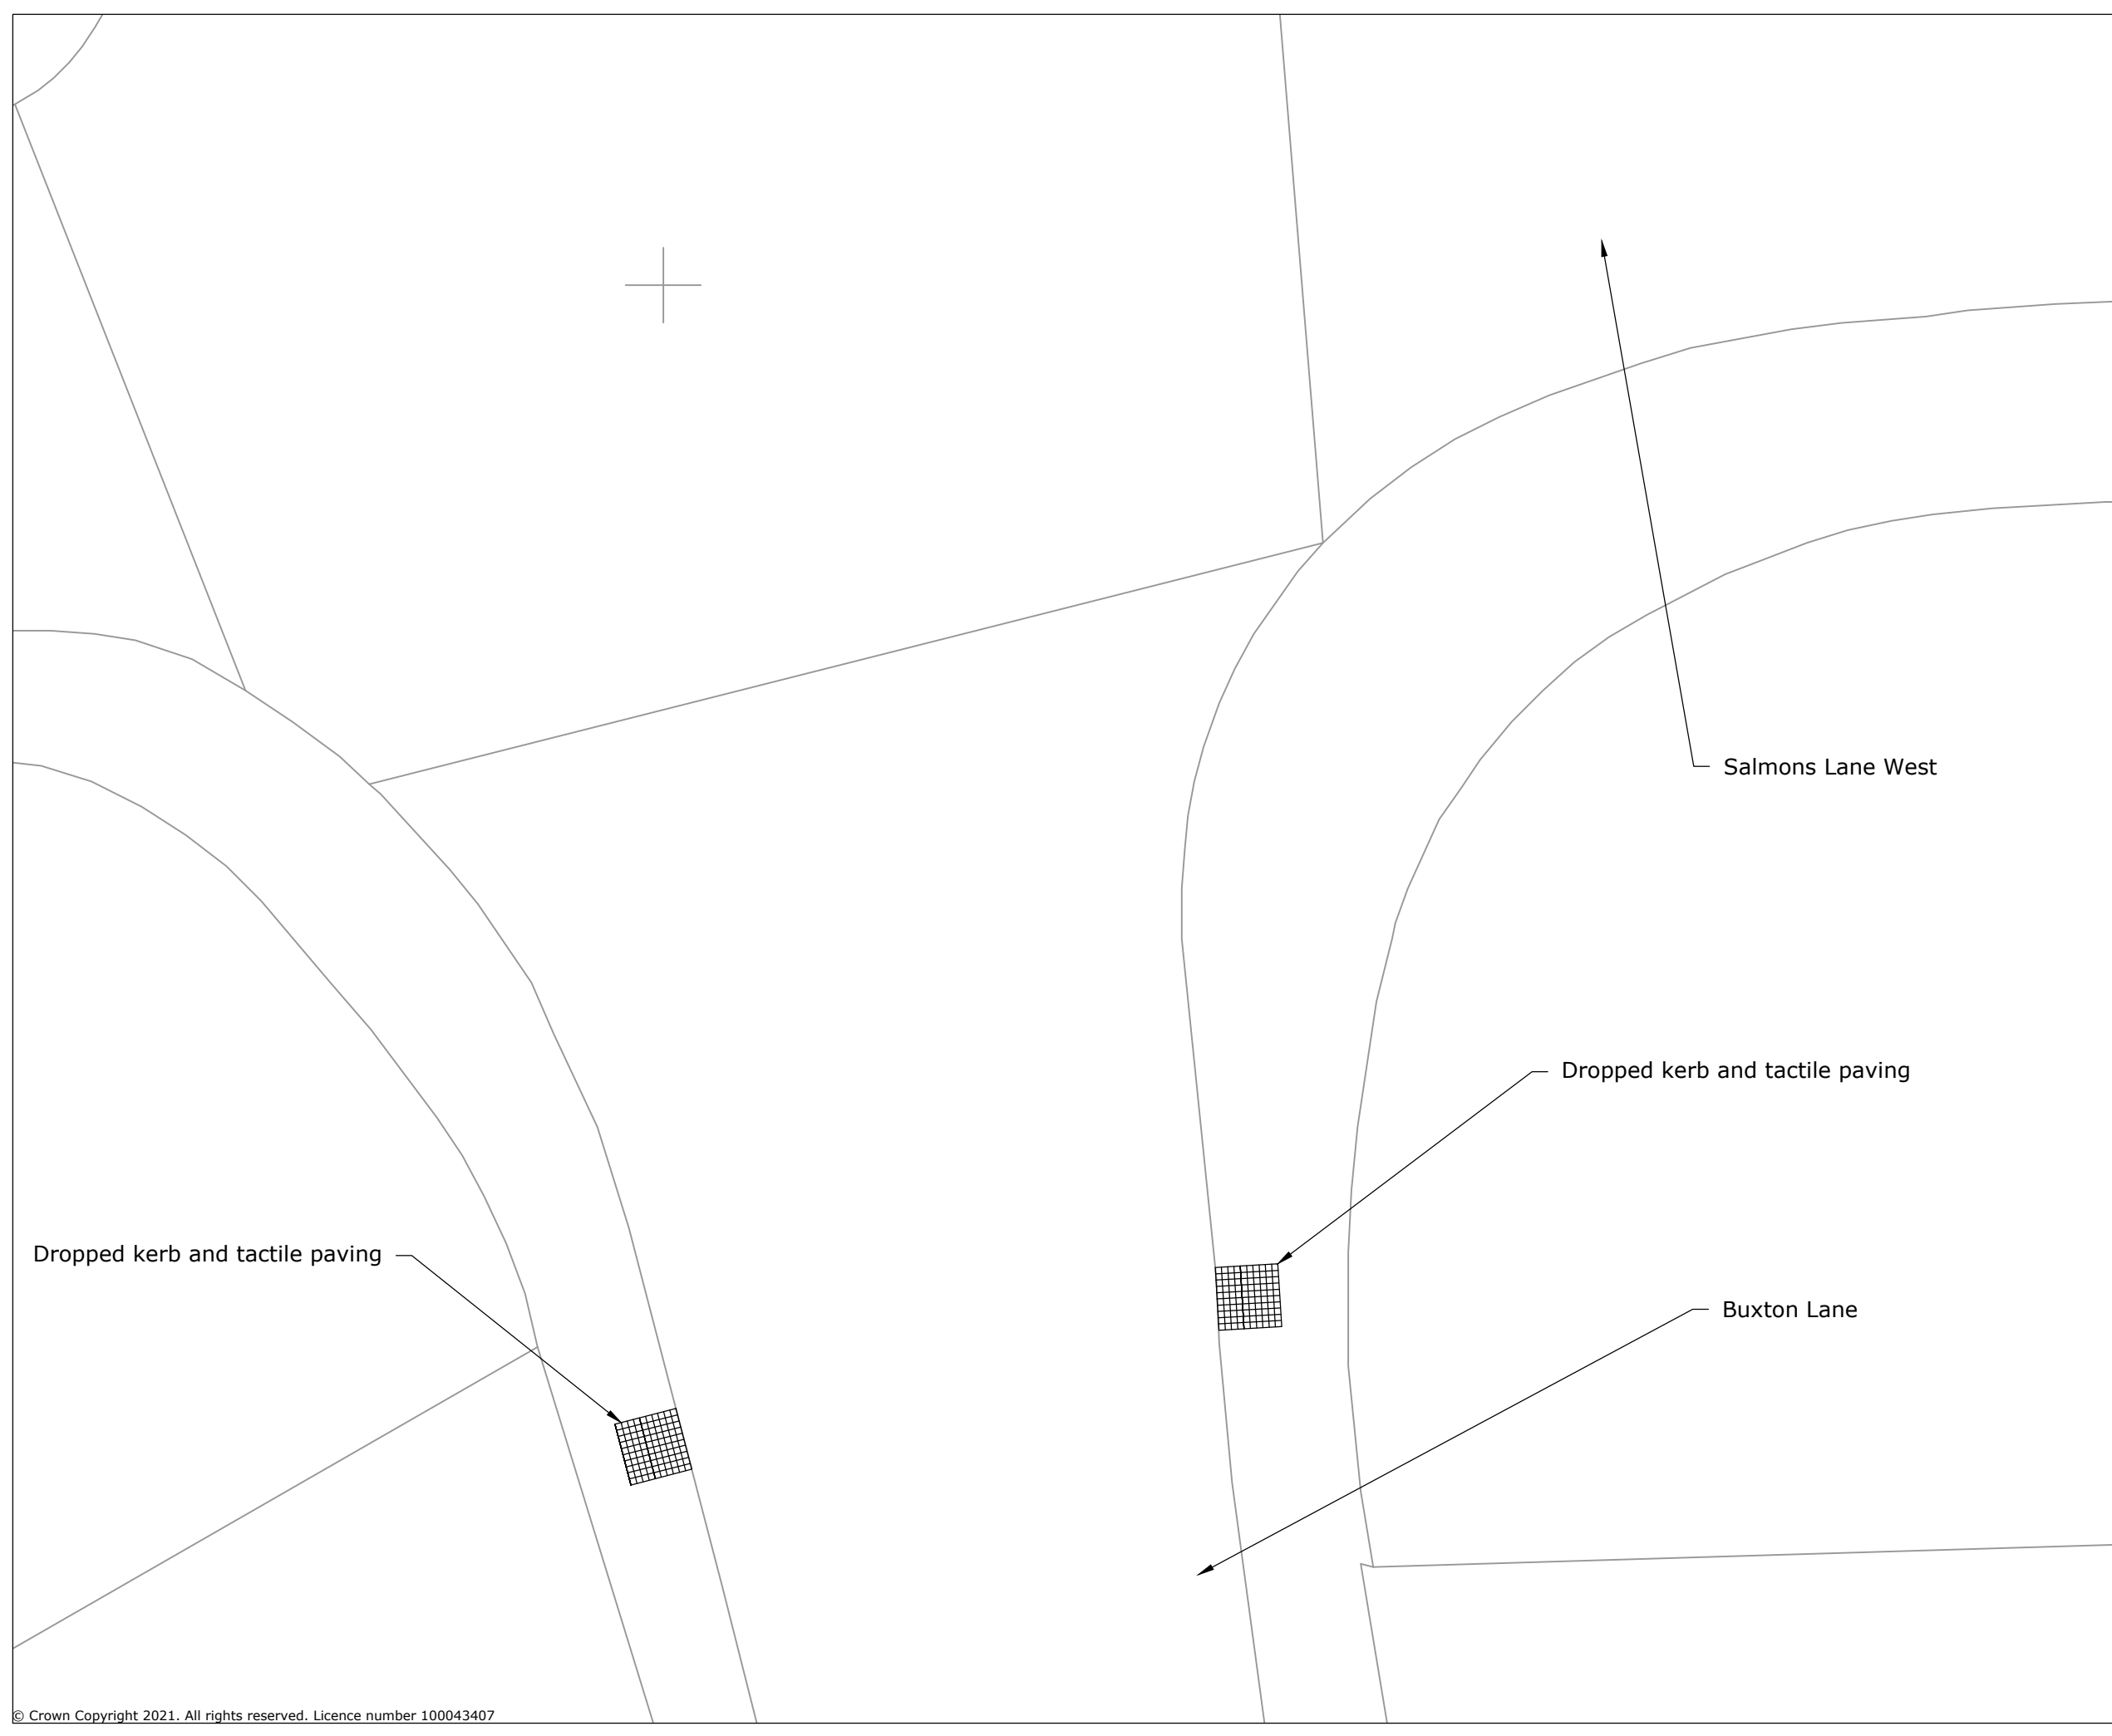 Salmons Lane West
Dropped kerb and tactile paving
Dropped kerb and tactile paving
Buxton Lane
© Crown Copyright 2021. All rights reserved. Licence number 100043407